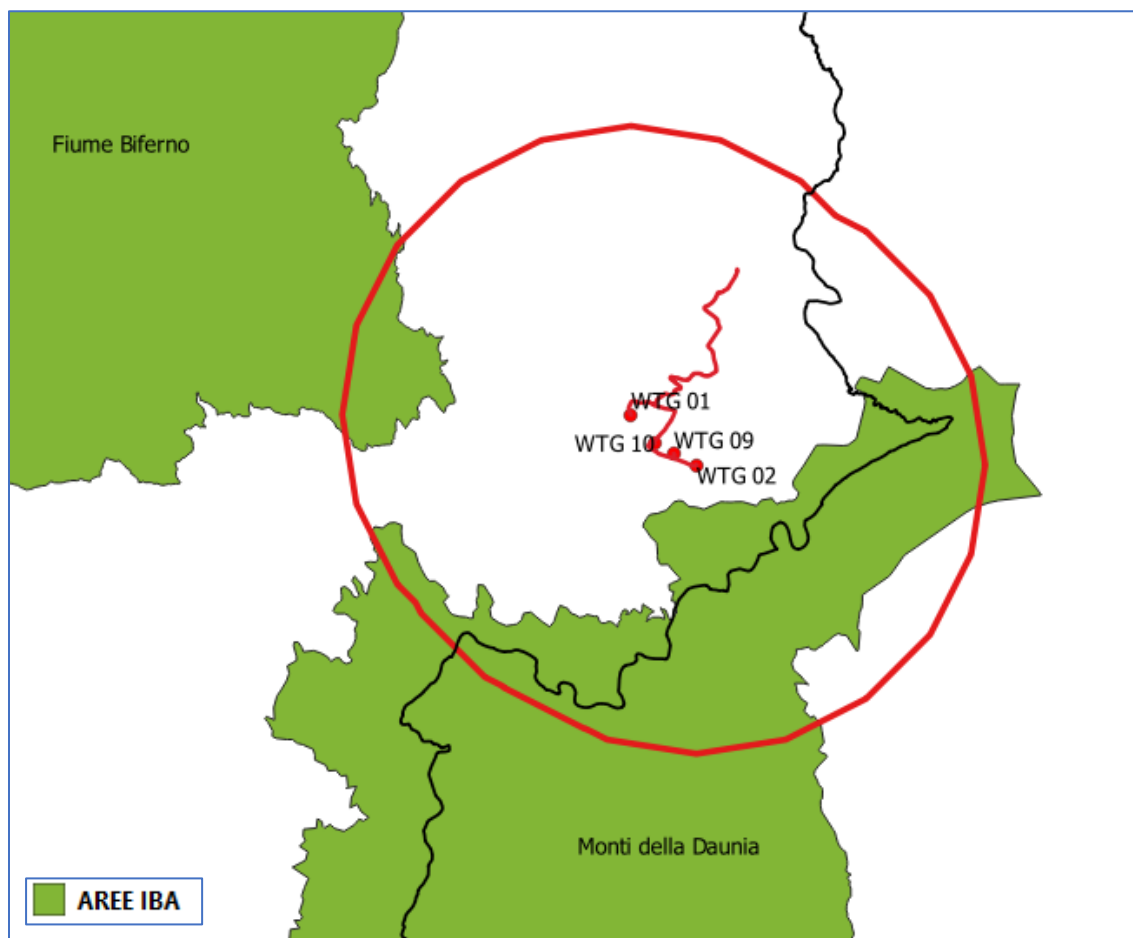 Fiume Biferno
WTG 01
WTG 10
WTG 09
WTG 02
Monti della Daunia
AREE IBA